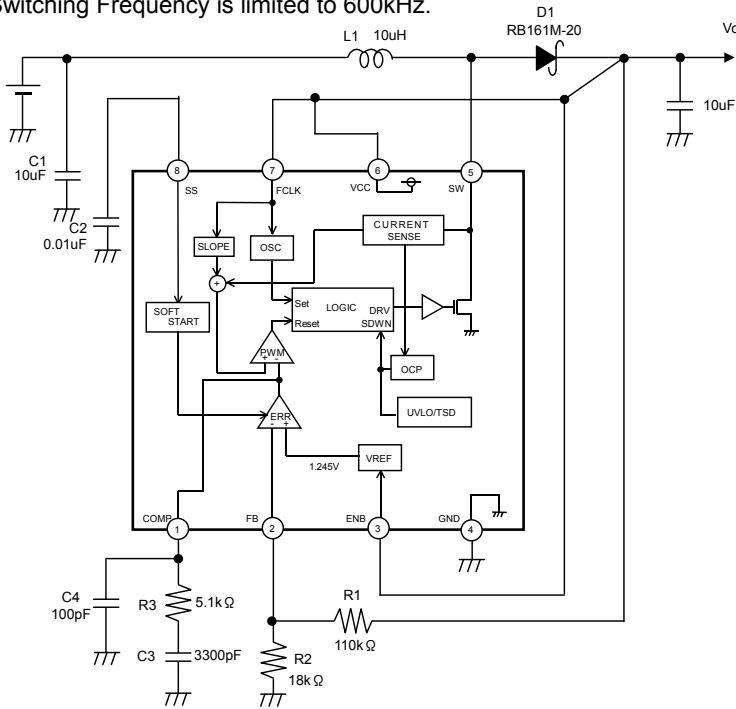 Switching Frequency is limited to 600kHz.
D1
RB161M-20
L1 10uH
10uF
C1
10uF
C2
0.01uF
8
SS
7
FCLK
6
VCC
5
SW
CURRENT
SENSE
SLOPE
OSC
+
Set
LOGIC
DRV
Reset
SDWN
SOFT
START
PWM
+ -
OCP
ERR
- +
UVLO/TSD
1.245V
VREF
COMP
1
FB
2
ENB
3
GND
4
C4
100pF
R3
5.1kΩ
C3
3300pF
R1
110kΩ
R2
18kΩ